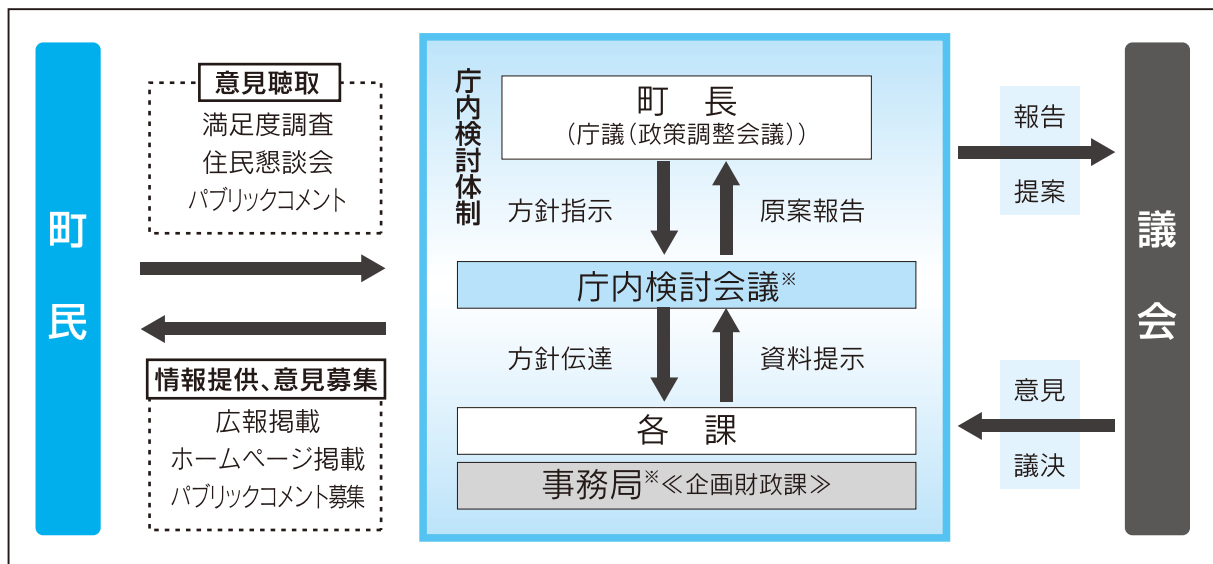 町民
意見聴取
満足度調査
住民懇談会
パブリックコメント
情報提供、意見募集
広報掲載
ホームページ掲載
パブリックコメント募集
庁内検討体制
町　長
（庁議（政策調整会議））
方針指示
原案報告
庁内検討会議※
方針伝達
資料提示
各　課
事務局※≪企画財政課≫
報告
提案
意見
議決
議会